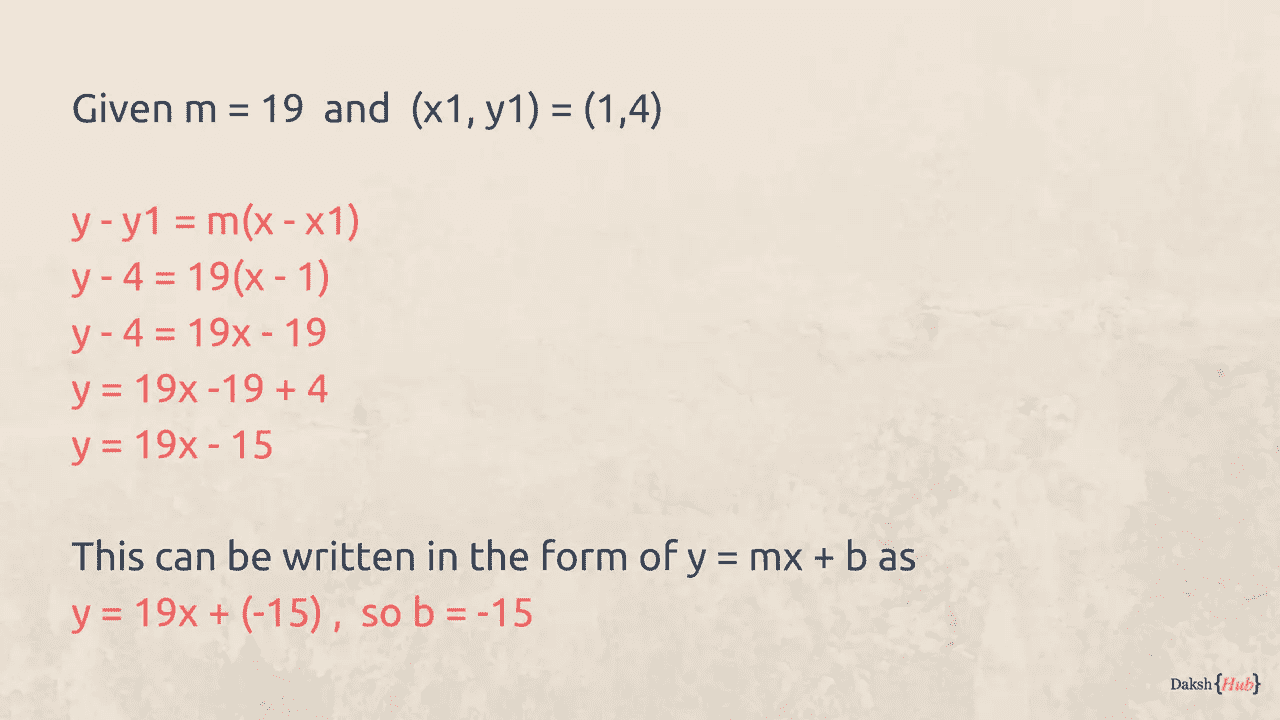 Given m = 19 and (x1, y1) = (1,4)
y - y1 = m(x - x1)
y - 4 = 19(x - 1)
y - 4 = 19x - 19
y = 19x -19 + 4
y = 19x - 15
This can be written in the form of y = mx + b as
y = 19x + (-15) , so b = -15
Daksh{Hub}